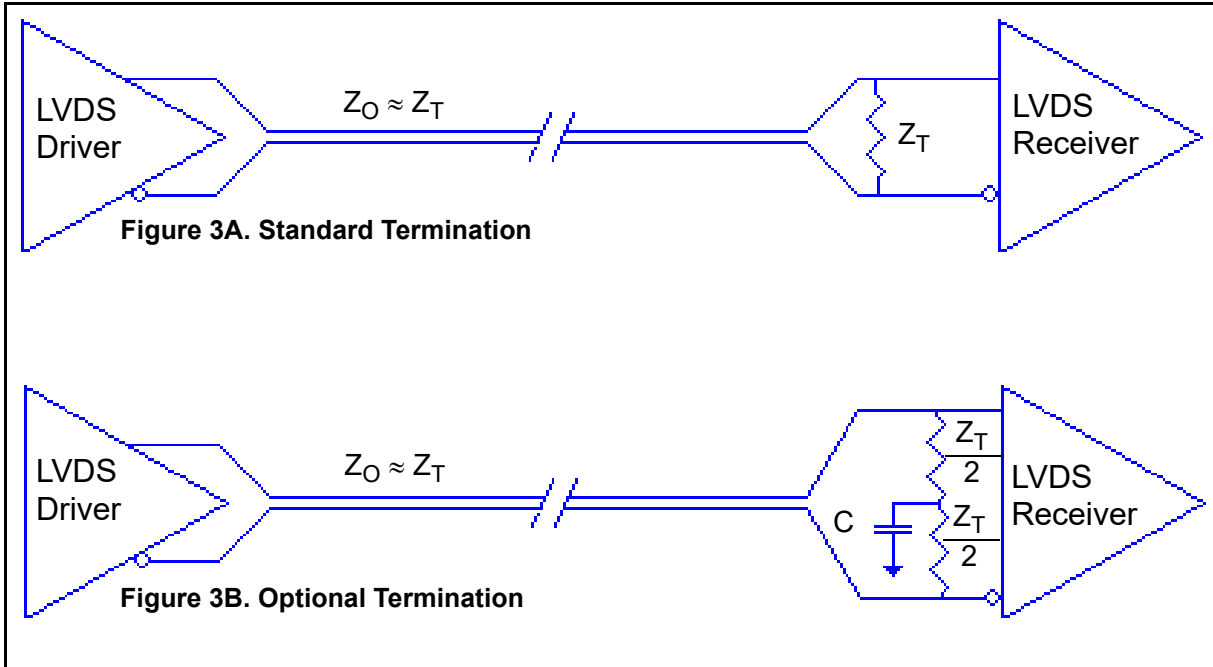 LVDS
Driver
Z_O ≈ Z_T
Z_T
LVDS
Receiver
Figure 3A. Standard Termination
LVDS
Driver
Z_O ≈ Z_T
C
Z_T
2
Z_T
2
LVDS
Receiver
Figure 3B. Optional Termination